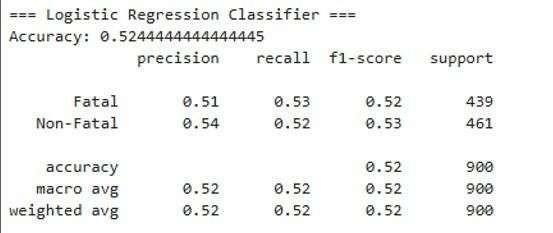 === Logistic Regression Classifier ===
Accuracy: 0.5244444444444445
precision recall f1-score support
Fatal 0.51 0.53 0.52 439
Non-Fatal 0.54 0.52 0.53 461
accuracy 0.52 900
macro avg 0.52 0.52 0.52 900
weighted avg 0.52 0.52 0.52 900